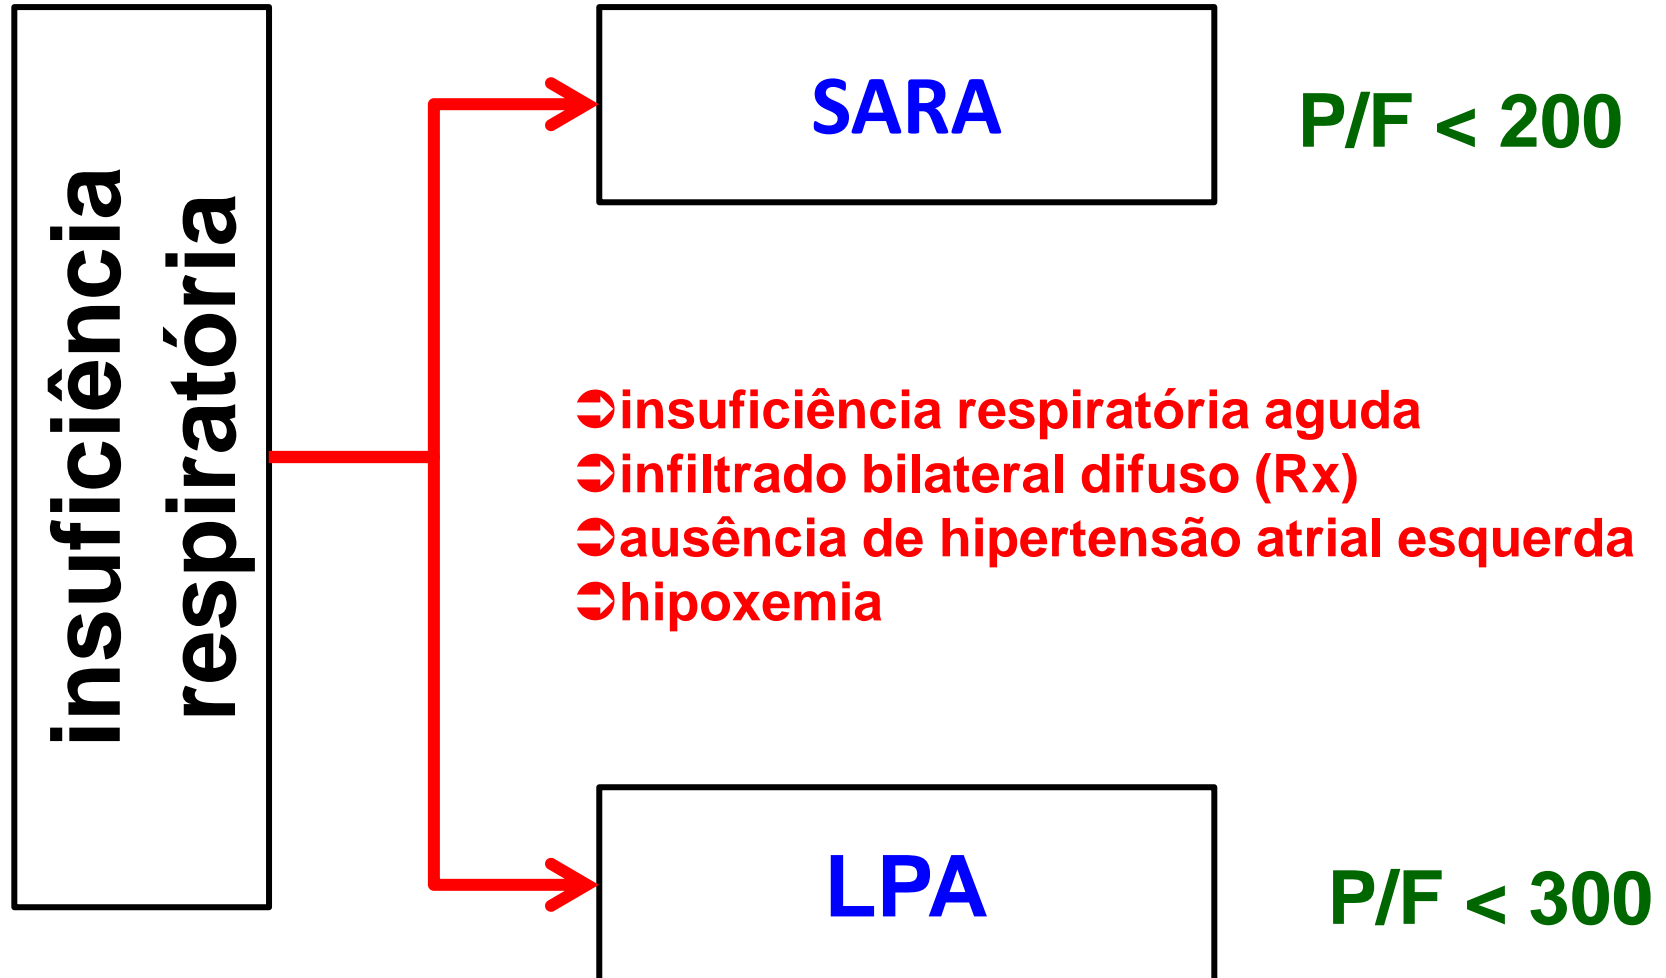 insuficiência
respiratória
SARA
P/F < 200
➲insuficiência respiratória aguda
➲infiltrado bilateral difuso (Rx)
➲ausência de hipertensão atrial esquerda
➲hipoxemia
LPA
P/F < 300